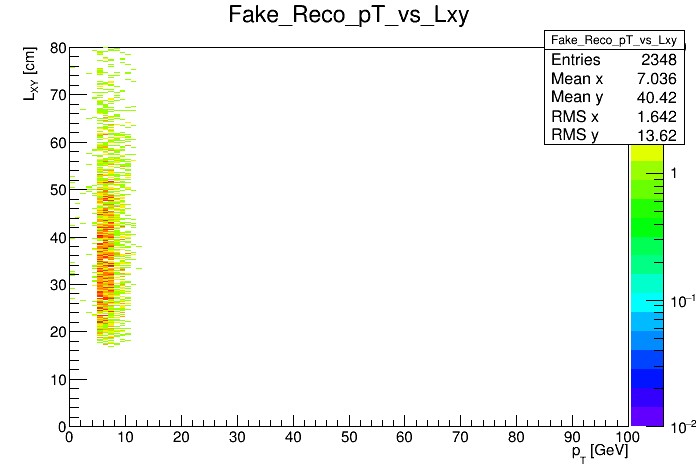 Fake_Reco_pT_vs_Lxy
Fake_Reco_pT_vs_Lxy
Entries 2348
Mean x 7.036
Mean y 40.42
RMS x 1.642
RMS y 13.62
L_XY [cm]
80
70
60
50
40
30
20
10
0
0 10 20 30 40 50 60 70 80 90 100
p_T [GeV]
1
10^-1
10^-2